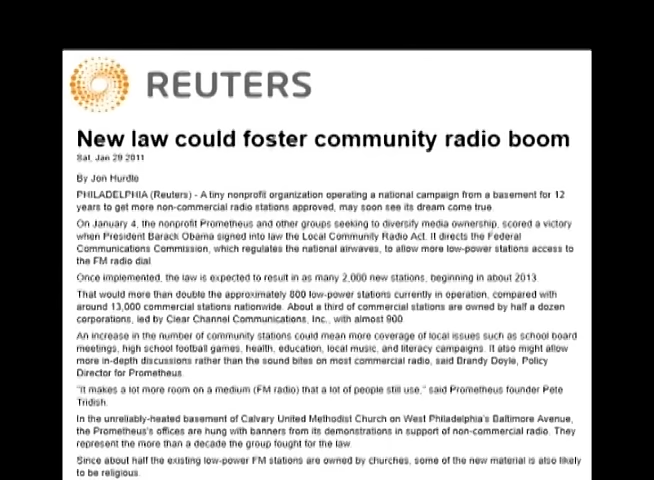 REUTERS
New law could foster community radio boom
Sat, Jan 29 2011
By Jon Hurdle
PHILADELPHIA (Reuters) - A tiny nonprofit organization operating a national campaign from a basement for 12
years to get more non-commercial radio stations approved, may soon see its dream come true.
On January 4, the nonprofit Prometheus and other groups seeking to diversify media ownership, scored a victory
when President Barack Obama signed into law the Local Community Radio Act. It directs the Federal
Communications Commission, which regulates the national airwaves, to allow more low-power stations access to
the FM radio dial.
Once implemented, the law is expected to result in as many 2,000 new stations, beginning in about 2013.
That would more than double the approximately 800 low-power stations currently in operation, compared with
around 13,000 commercial stations nationwide. About a third of commercial stations are owned by half a dozen
corporations, led by Clear Channel Communications, Inc., with almost 900.
An increase in the number of community stations could mean more coverage of local issues such as school board
meetings, high school football games, health, education, local music, and literacy campaigns. It also might allow
more in-depth discussions rather than the sound bites on most commercial radio, said Brandy Doyle, Policy
Director for Prometheus.
"It makes a lot more room on a medium (FM radio) that a lot of people still use," said Prometheus founder Pete
Tridish.
In the unreliably-heated basement of Calvary United Methodist Church on West Philadelphia's Baltimore Avenue,
the Prometheus's offices are hung with banners from its demonstrations in support of non-commercial radio. They
represent the more than a decade the group fought for the law.
Since about half the existing low-power FM stations are owned by churches, some of the new material is also likely
to be religious.